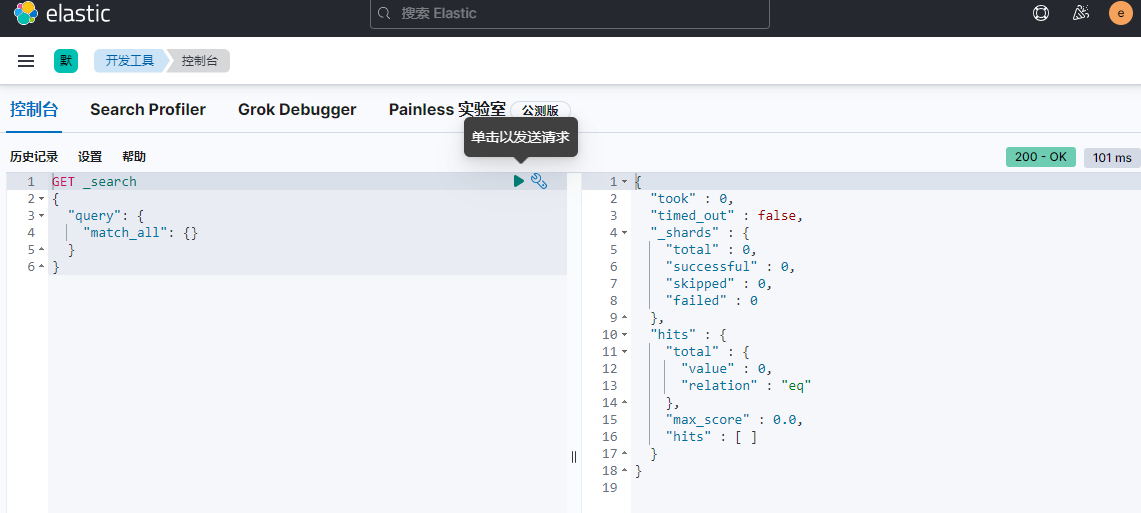 elastic
搜索 Elastic
e
默
开发工具
控制台
控制台
Search Profiler
Grok Debugger
Painless 实验室
公测版
单击以发送请求
历史记录
设置
帮助
200 - OK
101 ms
1 GET _search
2 {
3 "query": {
4 "match_all": {}
5 }
6 }
1 {
2 "took" : 0,
3 "timed_out" : false,
4 "_shards" : {
5 "total" : 0,
6 "successful" : 0,
7 "skipped" : 0,
8 "failed" : 0
9 },
10 "hits" : {
11 "total" : {
12 "value" : 0,
13 "relation" : "eq"
14 },
15 "max_score" : 0.0,
16 "hits" : [ ]
17 }
18 }
19